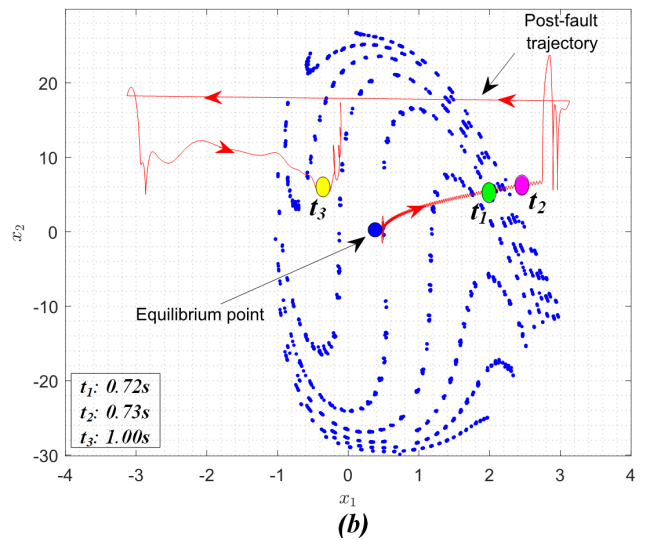 Post-fault
trajectory
20
10
0
-10
-20
-30
x2
t3
t1
t2
Equilibrium point
t1: 0.72s
t2: 0.73s
t3: 1.00s
-4 -3 -2 -1 0 1 2 3 4
x1
(b)